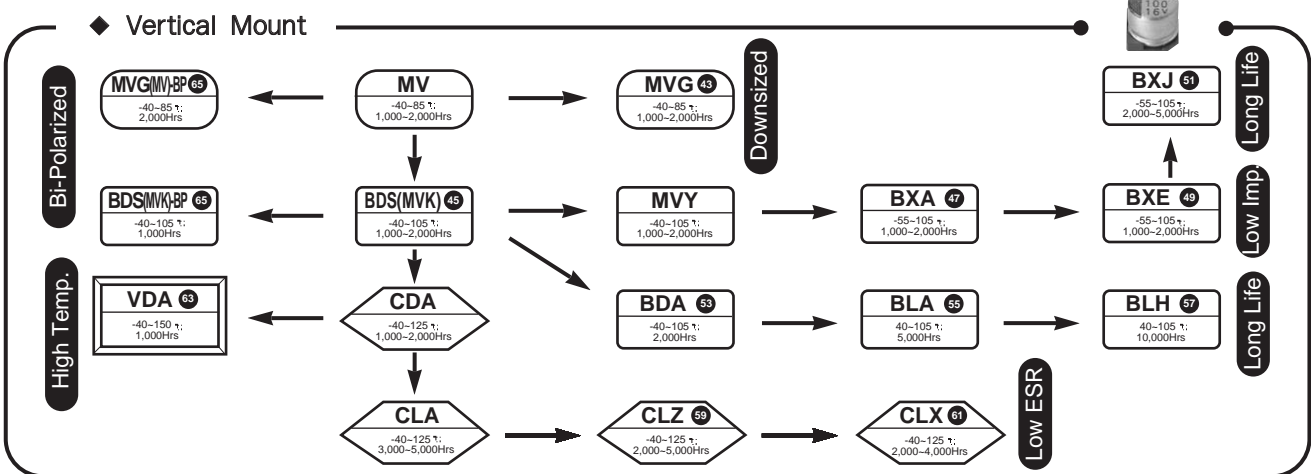 ◆ Vertical Mount
100
16V
Bi-Polarized
MVG(MV)-BP 65
-40~85 ℃
2,000Hrs
MV
-40~85 ℃
1,000~2,000Hrs
MVG 43
-40~85 ℃
1,000~2,000Hrs
Downsized
BXJ 51
-55~105 ℃
2,000~5,000Hrs
Long Life
BDS(MVK)-BP 65
-40~105 ℃
1,000Hrs
BDS(MVK) 45
-40~105 ℃
1,000~2,000Hrs
MVY
-40~105 ℃
1,000~2,000Hrs
BXA 47
-55~105 ℃
1,000~2,000Hrs
BXE 49
-55~105 ℃
1,000~2,000Hrs
Low Imp.
High Temp.
VDA 63
-40~150 ℃
1,000Hrs
CDA
-40~125 ℃
1,000~2,000Hrs
BDA 53
-40~105 ℃
2,000Hrs
BLA 55
40~105 ℃
5,000Hrs
BLH 57
40~105 ℃
10,000Hrs
Long Life
CLA
-40~125 ℃
3,000~5,000Hrs
CLZ 59
-40~125 ℃
2,000~5,000Hrs
CLX 61
-40~125 ℃
2,000~4,000Hrs
Low ESR